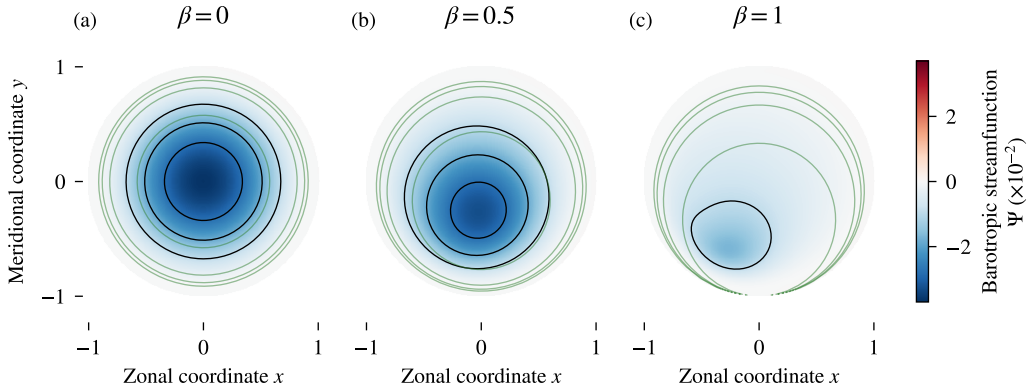 (a)
β = 0
(b)
β = 0.5
(c)
β = 1
Meridional coordinate y
1
0
−1
−1
0
1
Zonal coordinate x
−1
0
1
Zonal coordinate x
−1
0
1
Zonal coordinate x
2
0
−2
Barotropic streamfunction
Ψ (×10⁻²)